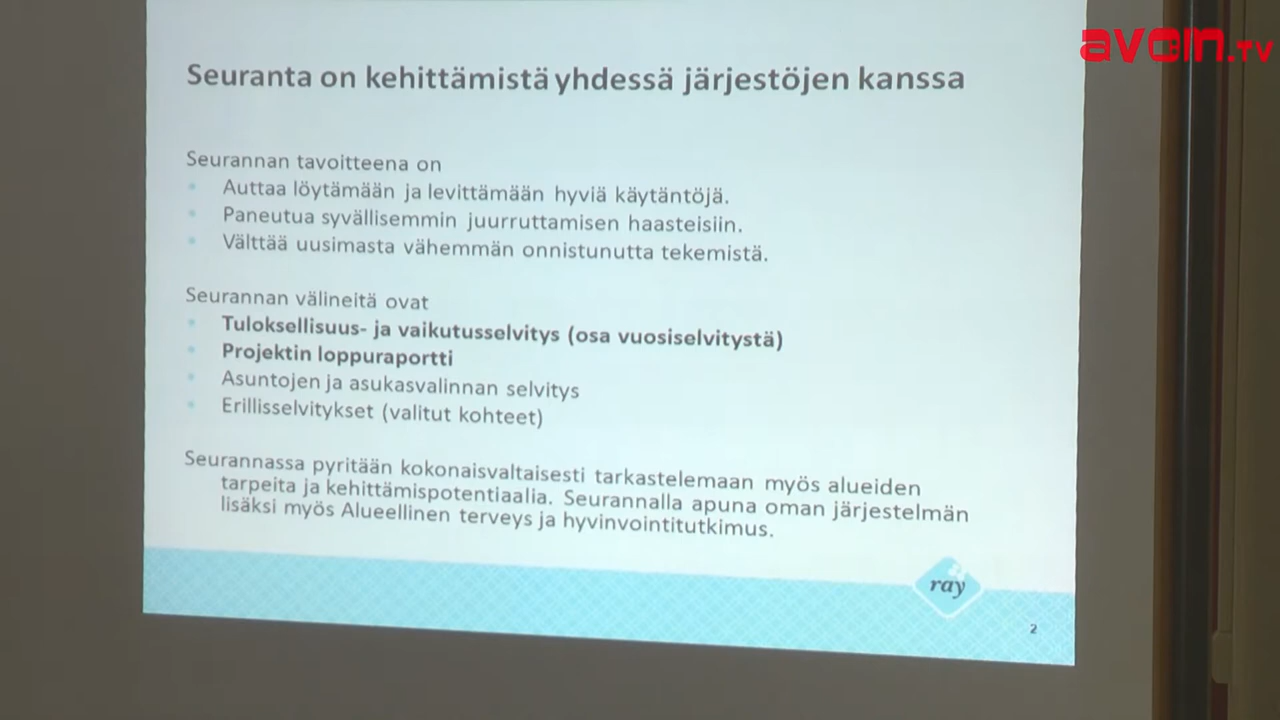 avoin.tv
Seuranta on kehittämistä yhdessä järjestöjen kanssa
Seurannan tavoitteena on
• Auttaa löytämään ja levittämään hyviä käytäntöjä.
• Paneutua syvällisemmin juurruttamisen haasteisiin.
• Välttää uusimasta vähemmän onnistunutta tekemistä.
Seurannan välineitä ovat
• Tuloksellisuus- ja vaikutusselvitys (osa vuosiselvitystä)
• Projektin loppuraportti
• Asuntojen ja asukasvalinnan selvitys
• Erillisselvitykset (valitut kohteet)
Seurannassa pyritään kokonaisvaltaisesti tarkastelemaan myös alueiden
tarpeita ja kehittämispotentiaalia. Seurannalla apuna oman järjestelmän
lisäksi myös Alueellinen terveys ja hyvinvointitutkimus.
ray
2